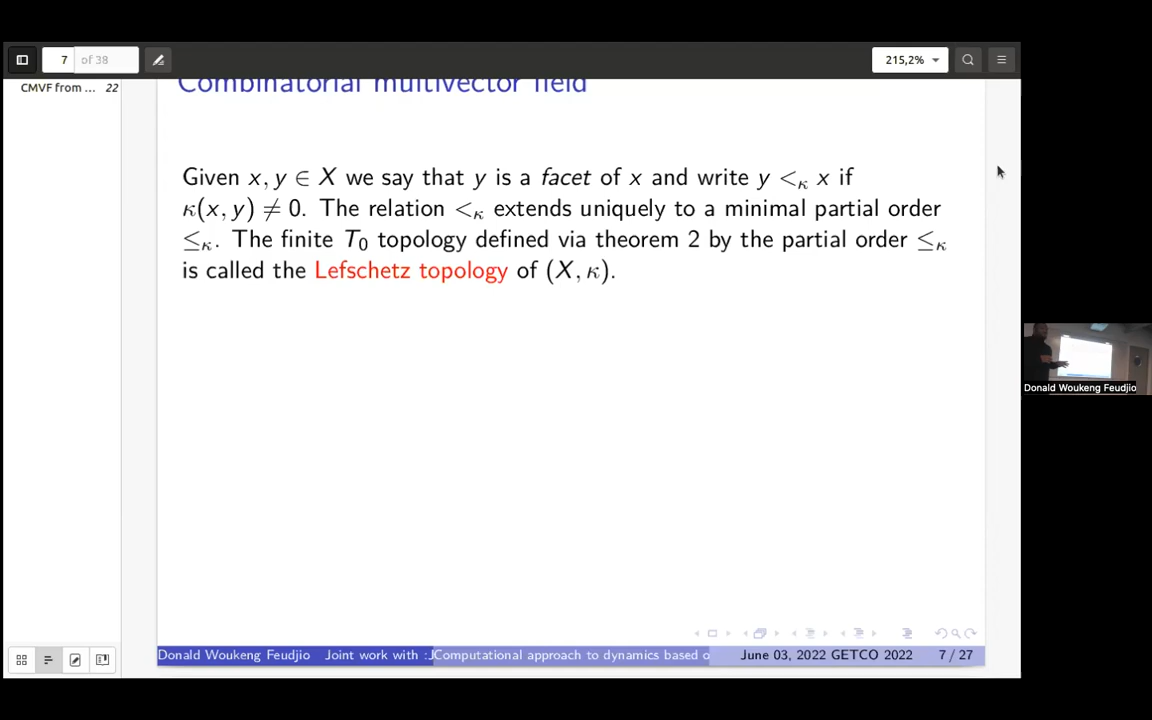 7 of 38
215,2%
CMVF from ... 22
Combinatorial multivector field
Given x, y ∈ X we say that y is a facet of x and write y <κ x if
κ(x, y) ≠ 0. The relation <κ extends uniquely to a minimal partial order
≤κ. The finite T₀ topology defined via theorem 2 by the partial order ≤κ
is called the Lefschetz topology of (X, κ).
Donald Woukeng Feudjio
Donald Woukeng Feudjio Joint work with :J Computational approach to dynamics based o June 03, 2022 GETCO 2022 7 / 27